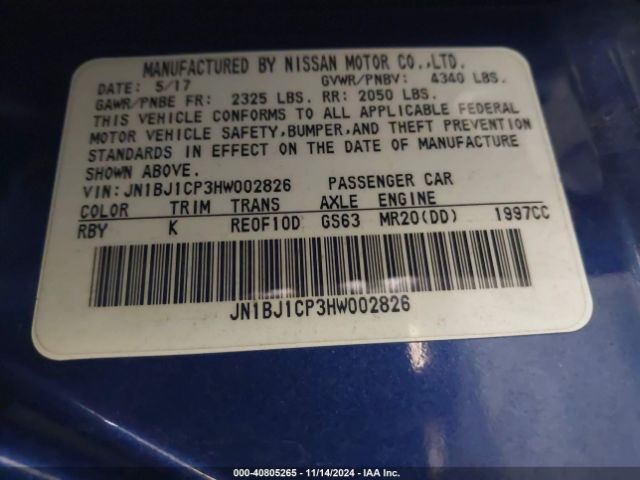 MANUFACTURED BY NISSAN MOTOR CO.,LTD.
DATE: 5/17 GVWR/PNBV: 4340 LBS.
GAWR/PNBE FR: 2325 LBS. RR: 2050 LBS.
THIS VEHICLE CONFORMS TO ALL APPLICABLE FEDERAL
MOTOR VEHICLE SAFETY,BUMPER,AND THEFT PREVENTION
STANDARDS IN EFFECT ON THE DATE OF MANUFACTURE
SHOWN ABOVE.
VIN:JN1BJ1CP3HW002826 PASSENGER CAR
COLOR TRIM TRANS AXLE ENGINE
RBY K RE0F10D GS63 MR20(DD) 1997CC
JN1BJ1CP3HW002826
000-40805265 - 11/14/2024 - IAA Inc.